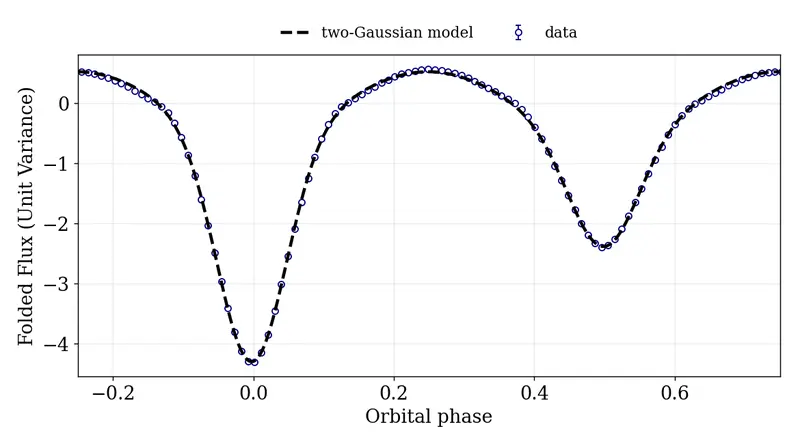 two-Gaussian model data
Folded Flux (Unit Variance)
0
−1
−2
−3
−4
−0.2 0.0 0.2 0.4 0.6
Orbital phase